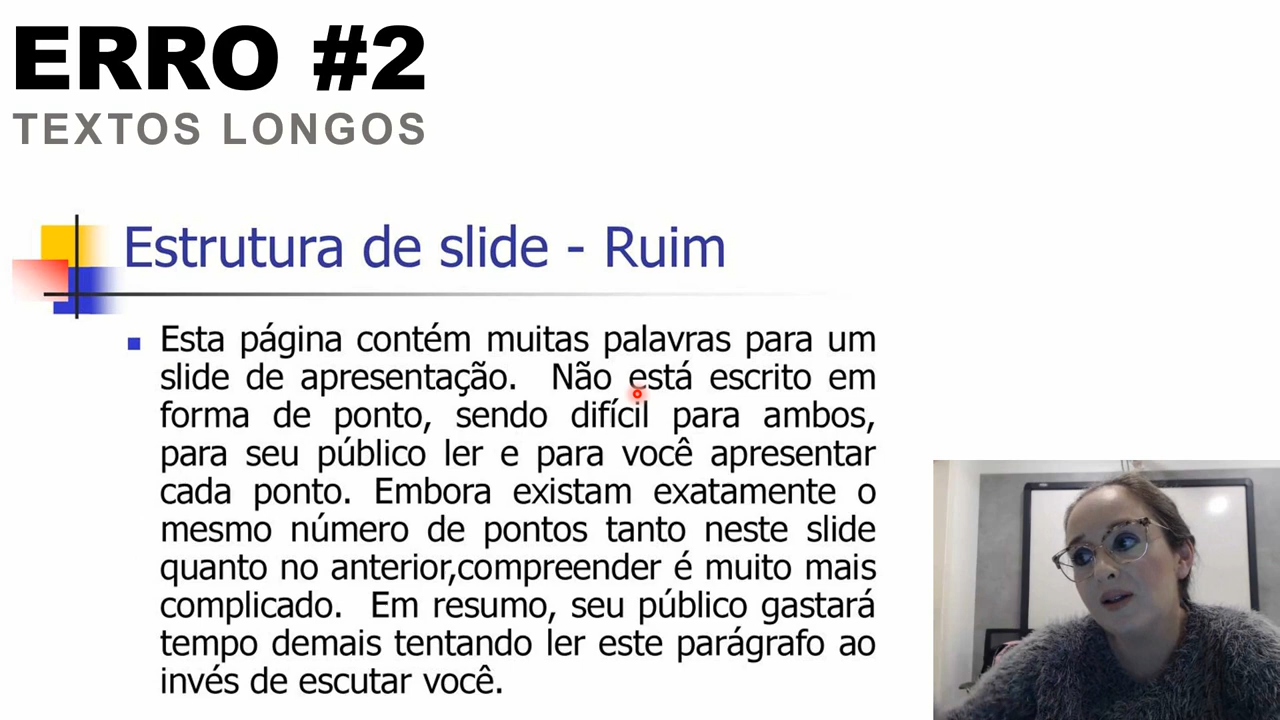 ERRO #2
TEXTOS LONGOS
Estrutura de slide - Ruim
Esta página contém muitas palavras para um
slide de apresentação. Não está escrito em
forma de ponto, sendo difícil para ambos,
para seu público ler e para você apresentar
cada ponto. Embora existam exatamente o
mesmo número de pontos tanto neste slide
quanto no anterior,compreender é muito mais
complicado. Em resumo, seu público gastará
tempo demais tentando ler este parágrafo ao
invés de escutar você.